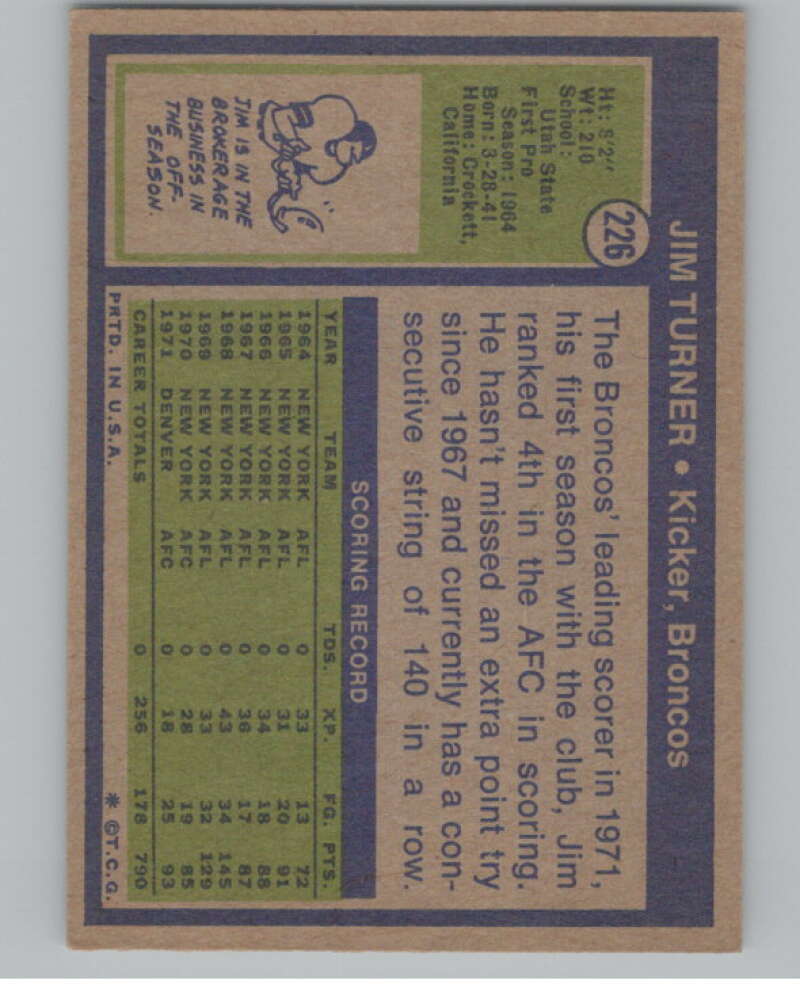 JIM TURNER • Kicker, Broncos
226
Ht: 6'2"
Wt: 210
School:
Utah State
First Pro
Season: 1964
Born: 3-28-41
Home: Crockett,
California
JIM IS IN THE
BROKERAGE
BUSINESS IN
THE OFF-
SEASON.
The Broncos' leading scorer in 1971,
his first season with the club, Jim
ranked 4th in the AFC in scoring.
He hasn't missed an extra point try
since 1967 and currently has a con-
secutive string of 140 in a row.
SCORING RECORD
YEAR TEAM TDS. XP. FG. PTS.
1964 NEW YORK AFL 0 33 13 72
1965 NEW YORK AFL 0 31 20 91
1966 NEW YORK AFL 0 34 18 88
1967 NEW YORK AFL 0 36 17 87
1968 NEW YORK AFL 0 43 34 145
1969 NEW YORK AFL 0 33 32 129
1970 NEW YORK AFC 0 28 19 85
1971 DENVER AFC 0 18 25 93
CAREER TOTALS 0 256 178 790
PRTD. IN U.S.A. * ©T.C.G.